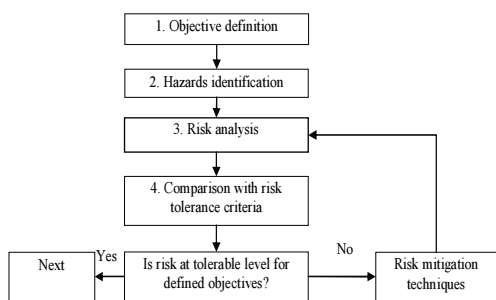 1. Objective definition
2. Hazards identification
3. Risk analysis
4. Comparison with risk
tolerance criteria
Yes
No
Next
Is risk at tolerable level for
defined objectives?
Risk mitigation
techniques